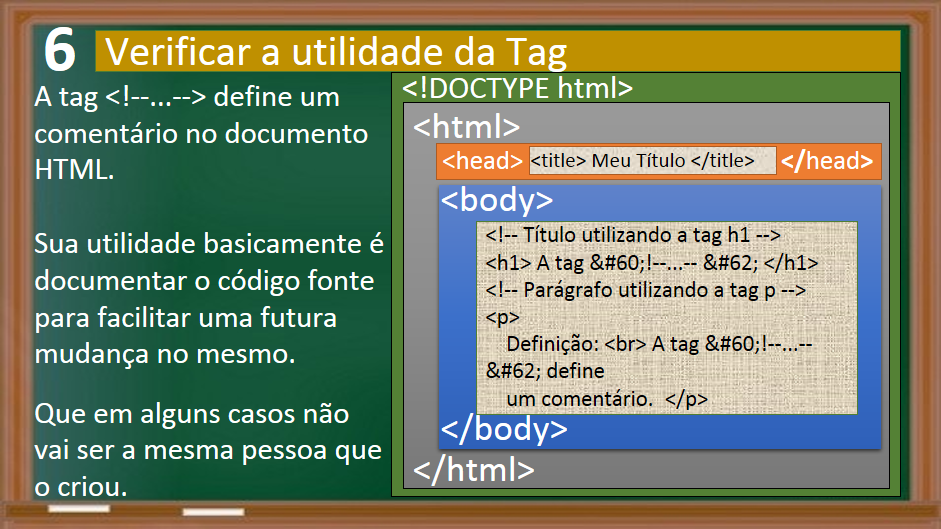 6 Verificar a utilidade da Tag
A tag <!--...--> define um
comentário no documento
HTML.
Sua utilidade basicamente é
documentar o código fonte
para facilitar uma futura
mudança no mesmo.
Que em alguns casos não
vai ser a mesma pessoa que
o criou.
<!DOCTYPE html>
<html>
<head> <title> Meu Título </title> </head>
<body>
<!-- Título utilizando a tag h1 -->
<h1> A tag &#60;!--...-- &#62; </h1>
<!-- Parágrafo utilizando a tag p -->
<p>
Definição: <br> A tag &#60;!--...--
&#62; define
um comentário. </p>
</body>
</html>